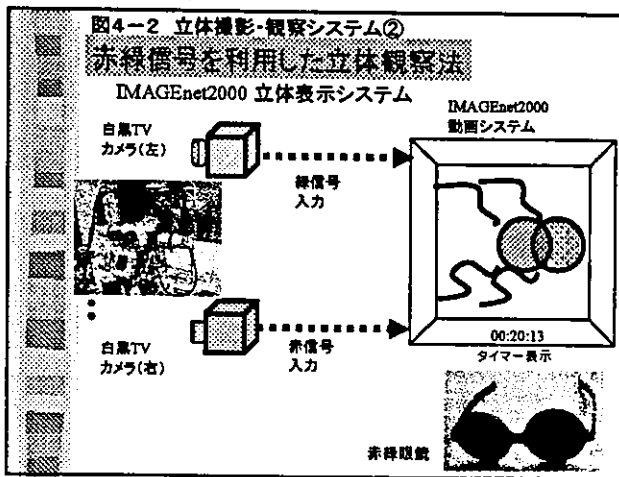 図4－2 立体撮影・観察システム②
赤緑信号を利用した立体観察法
IMAGEnet2000 立体表示システム
白黒TV
カメラ(左)
緑信号
入力
IMAGEnet2000
動画システム
白黒TV
カメラ(右)
赤信号
入力
00:20:13
タイマー表示
赤緑眼鏡